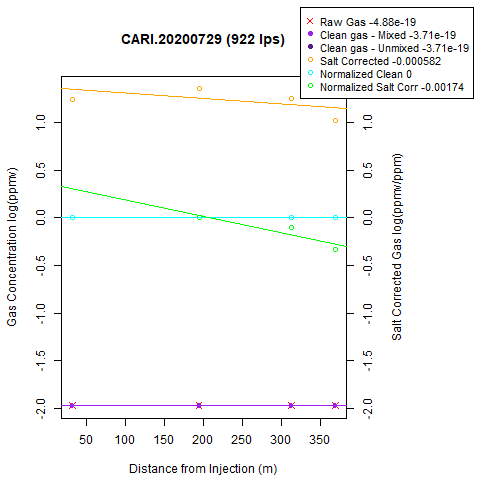 CARI.20200729 (922 lps)
Raw Gas -4.88e-19
Clean gas - Mixed -3.71e-19
Clean gas - Unmixed -3.71e-19
Salt Corrected -0.000582
Normalized Clean 0
Normalized Salt Corr -0.00174
Gas Concentration log(ppmv)
1.0
0.5
0.0
-0.5
-1.0
-1.5
-2.0
1.0
0.5
0.0
-0.5
-1.0
-1.5
-2.0
Salt Corrected Gas log(ppmv/ppm)
50 100 150 200 250 300 350
Distance from Injection (m)